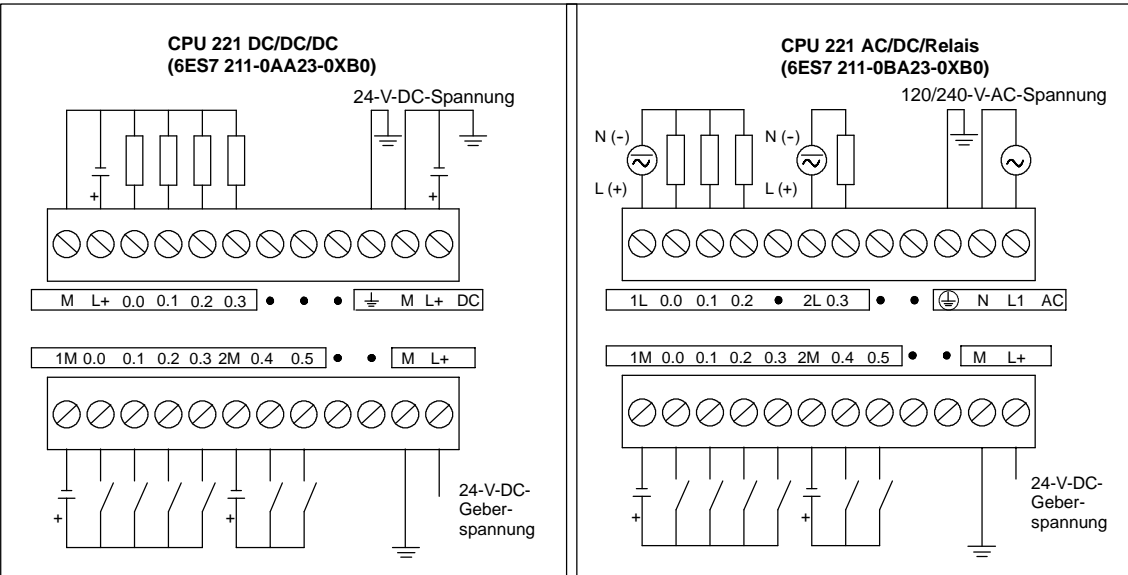 CPU 221 DC/DC/DC
(6ES7 211-0AA23-0XB0)
24-V-DC-Spannung
+
+
M L+ 0.0 0.1 0.2 0.3 • • • ⏚ M L+ DC
1M 0.0 0.1 0.2 0.3 2M 0.4 0.5 • • M L+
+
+
24-V-DC-
Geber-
spannung
CPU 221 AC/DC/Relais
(6ES7 211-0BA23-0XB0)
120/240-V-AC-Spannung
N (-)
L (+)
N (-)
L (+)
1L 0.0 0.1 0.2 • 2L 0.3 • • ⏚ N L1 AC
1M 0.0 0.1 0.2 0.3 2M 0.4 0.5 • • M L+
+
+
24-V-DC-
Geber-
spannung